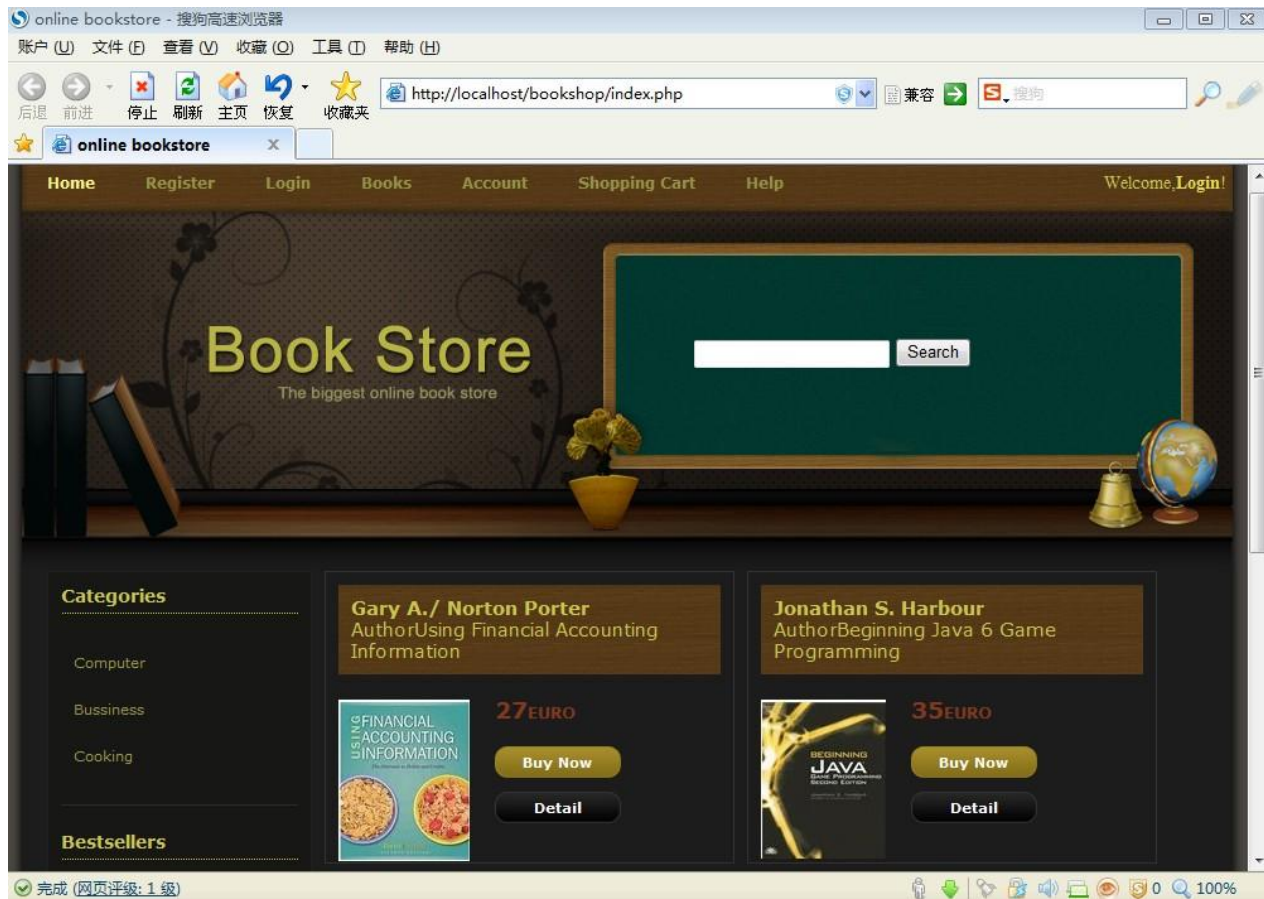 online bookstore - 搜狗高速浏览器
账户(U) 文件(F) 查看(V) 收藏(O) 工具(T) 帮助(H)
后退 前进 停止 刷新 主页 恢复 收藏夹
http://localhost/bookshop/index.php
兼容
搜狗
online bookstore
Home Register Login Books Account Shopping Cart Help
Welcome,Login!
Book Store
The biggest online book store
Search
Categories
Computer
Bussiness
Cooking
Bestsellers
Gary A./ Norton Porter
AuthorUsing Financial Accounting
Information
USING
FINANCIAL
ACCOUNTING
INFORMATION
27EURO
Buy Now
Detail
Jonathan S. Harbour
AuthorBeginning Java 6 Game
Programming
BEGINNING
JAVA
GAME PROGRAMMING
SECOND EDITION
35EURO
Buy Now
Detail
完成 (网页评级: 1 级)
0 100%